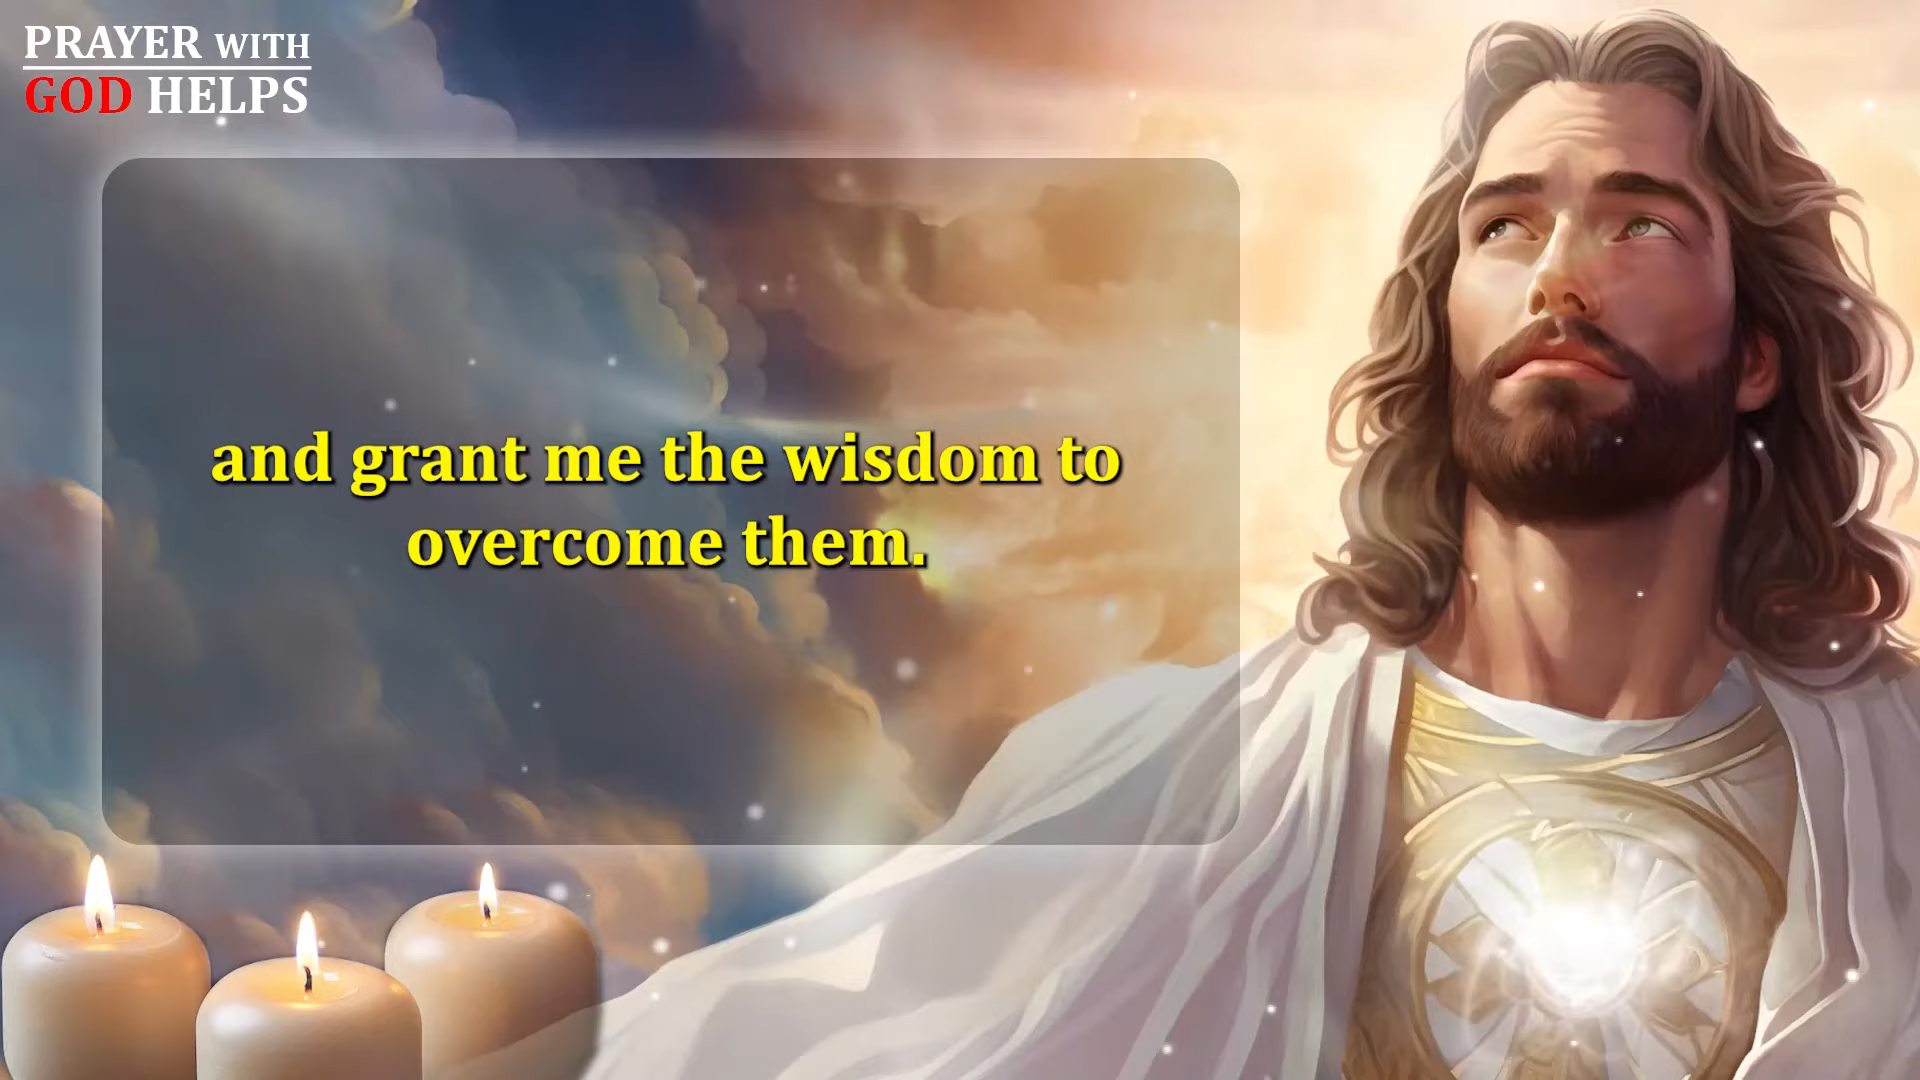 PRAYER WITH
GOD HELPS
and grant me the wisdom to
overcome them.